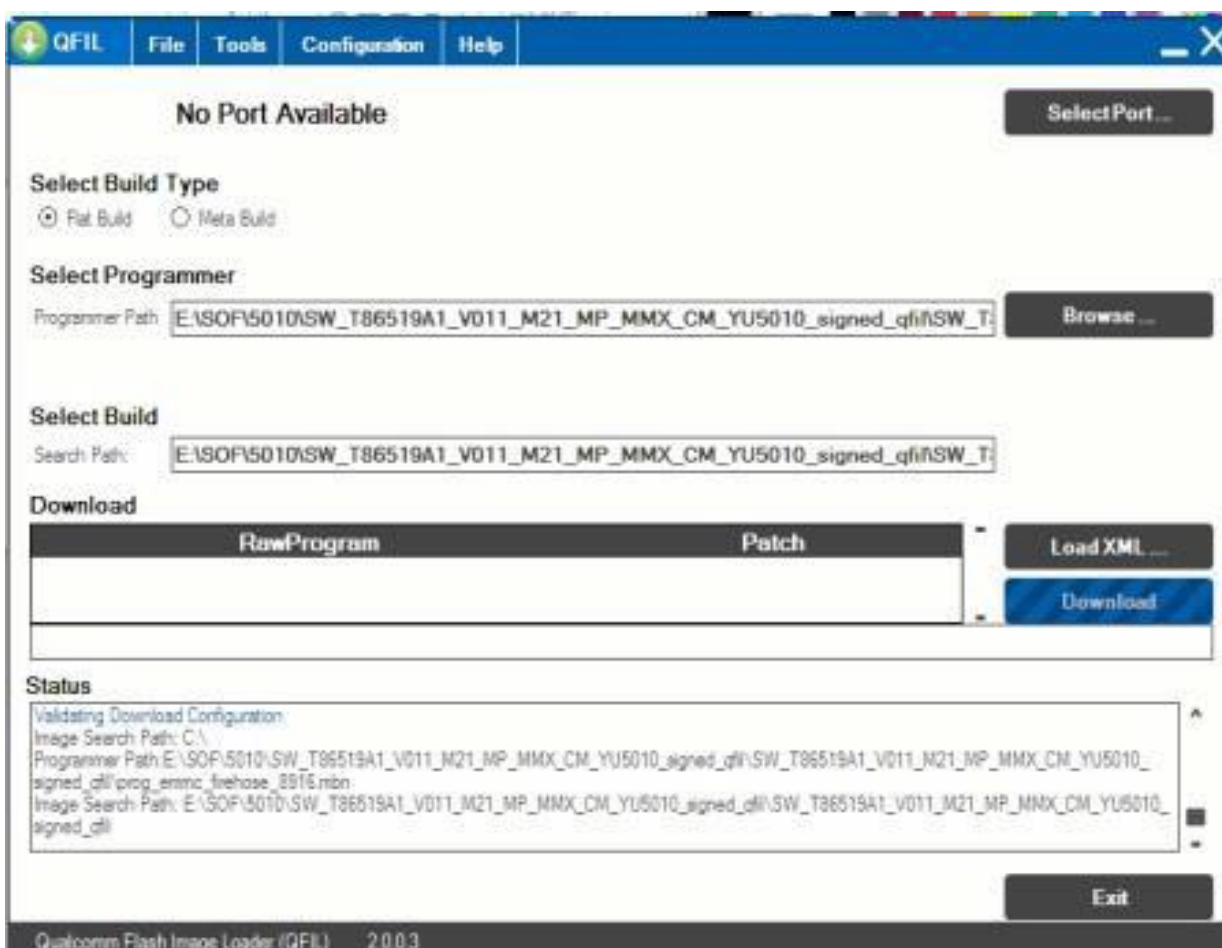 QFIL File Tools Configuration Help
No Port Available Select Port ...
Select Build Type
Flat Build Meta Build
Select Programmer
Programmer Path E:\SOF\5010\SW_T86519A1_V011_M21_MP_MMX_CM_YU5010_signed_qfil\SW_T Browse ...
Select Build
Search Path: E:\SOF\5010\SW_T86519A1_V011_M21_MP_MMX_CM_YU5010_signed_qfil\SW_T
Download
RawProgram Patch Load XML ...
Download
Status
Validating Download Configuration
Image Search Path: C:\
Programmer Path:E:\SOF\5010\SW_T86519A1_V011_M21_MP_MMX_CM_YU5010_signed_qfil\SW_T86519A1_V011_M21_MP_MMX_CM_YU5010_
signed_qfil\prog_emmc_firehose_8916.mbn
Image Search Path: E:\SOF\5010\SW_T86519A1_V011_M21_MP_MMX_CM_YU5010_signed_qfil\SW_T86519A1_V011_M21_MP_MMX_CM_YU5010_
signed_qfil
Exit
Qualcomm Flash Image Loader (QFIL) 2.0.0.3